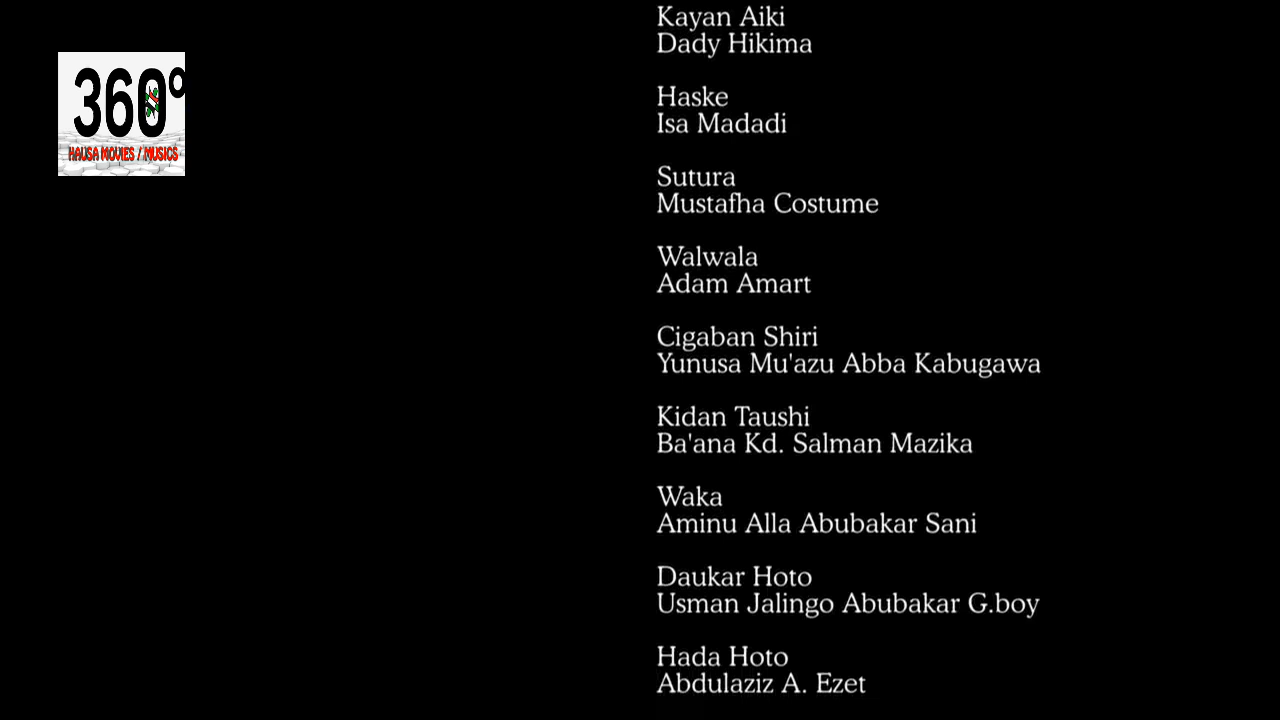 360°
HAUSA MOVIES / MUSICS
Kayan Aiki
Dady Hikima
Haske
Isa Madadi
Sutura
Mustafha Costume
Walwala
Adam Amart
Cigaban Shiri
Yunusa Mu'azu Abba Kabugawa
Kidan Taushi
Ba'ana Kd. Salman Mazika
Waka
Aminu Alla Abubakar Sani
Daukar Hoto
Usman Jalingo Abubakar G.boy
Hada Hoto
Abdulaziz A. Ezet